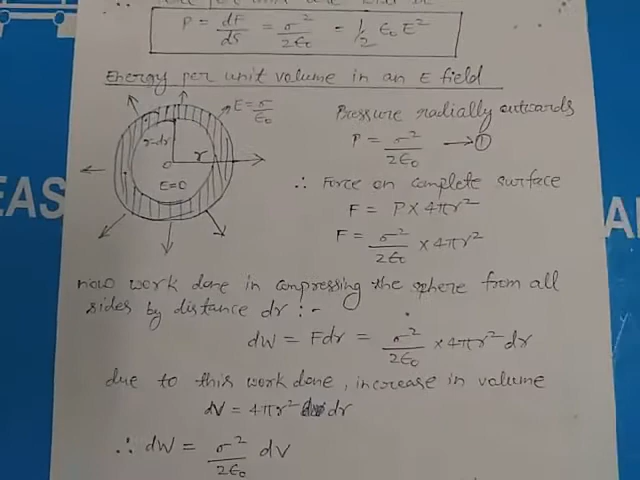 P = dF/ds = σ²/2ε₀ = 1/2 ε₀ E²
Energy per unit volume in an E field
E = σ/ε₀
r-dr
r
O
E=0
Pressure radially outwards
P = σ²/2ε₀ → ①
∴ Force on complete surface
F = P × 4πr²
F = σ²/2ε₀ × 4πr²
now work done in compressing the sphere from all
sides by distance dr :-
dW = Fdr = σ²/2ε₀ × 4πr² dr
due to this work done, increase in volume
dV = 4πr² dr
∴ dW = σ²/2ε₀ dV
EAS